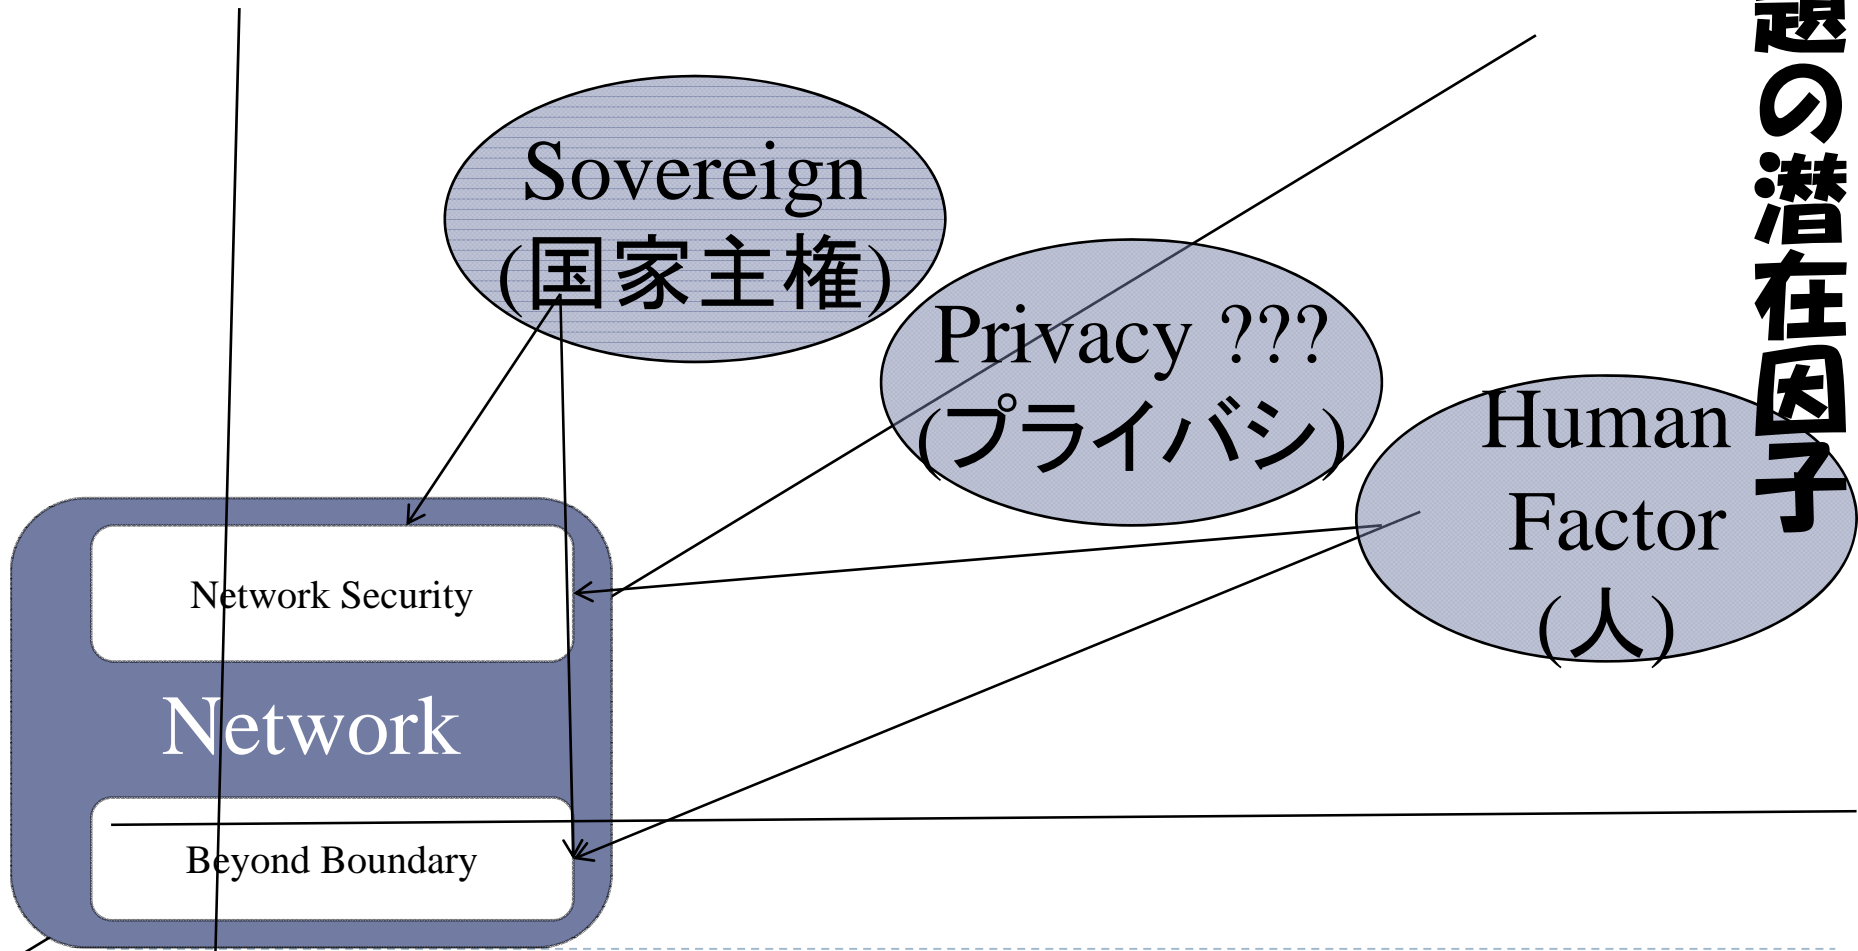 Sovereign
(国家主権)
Privacy ???
(プライバシ)
Human
Factor
(人)
題の潜在因子
Network Security
Network
Beyond Boundary